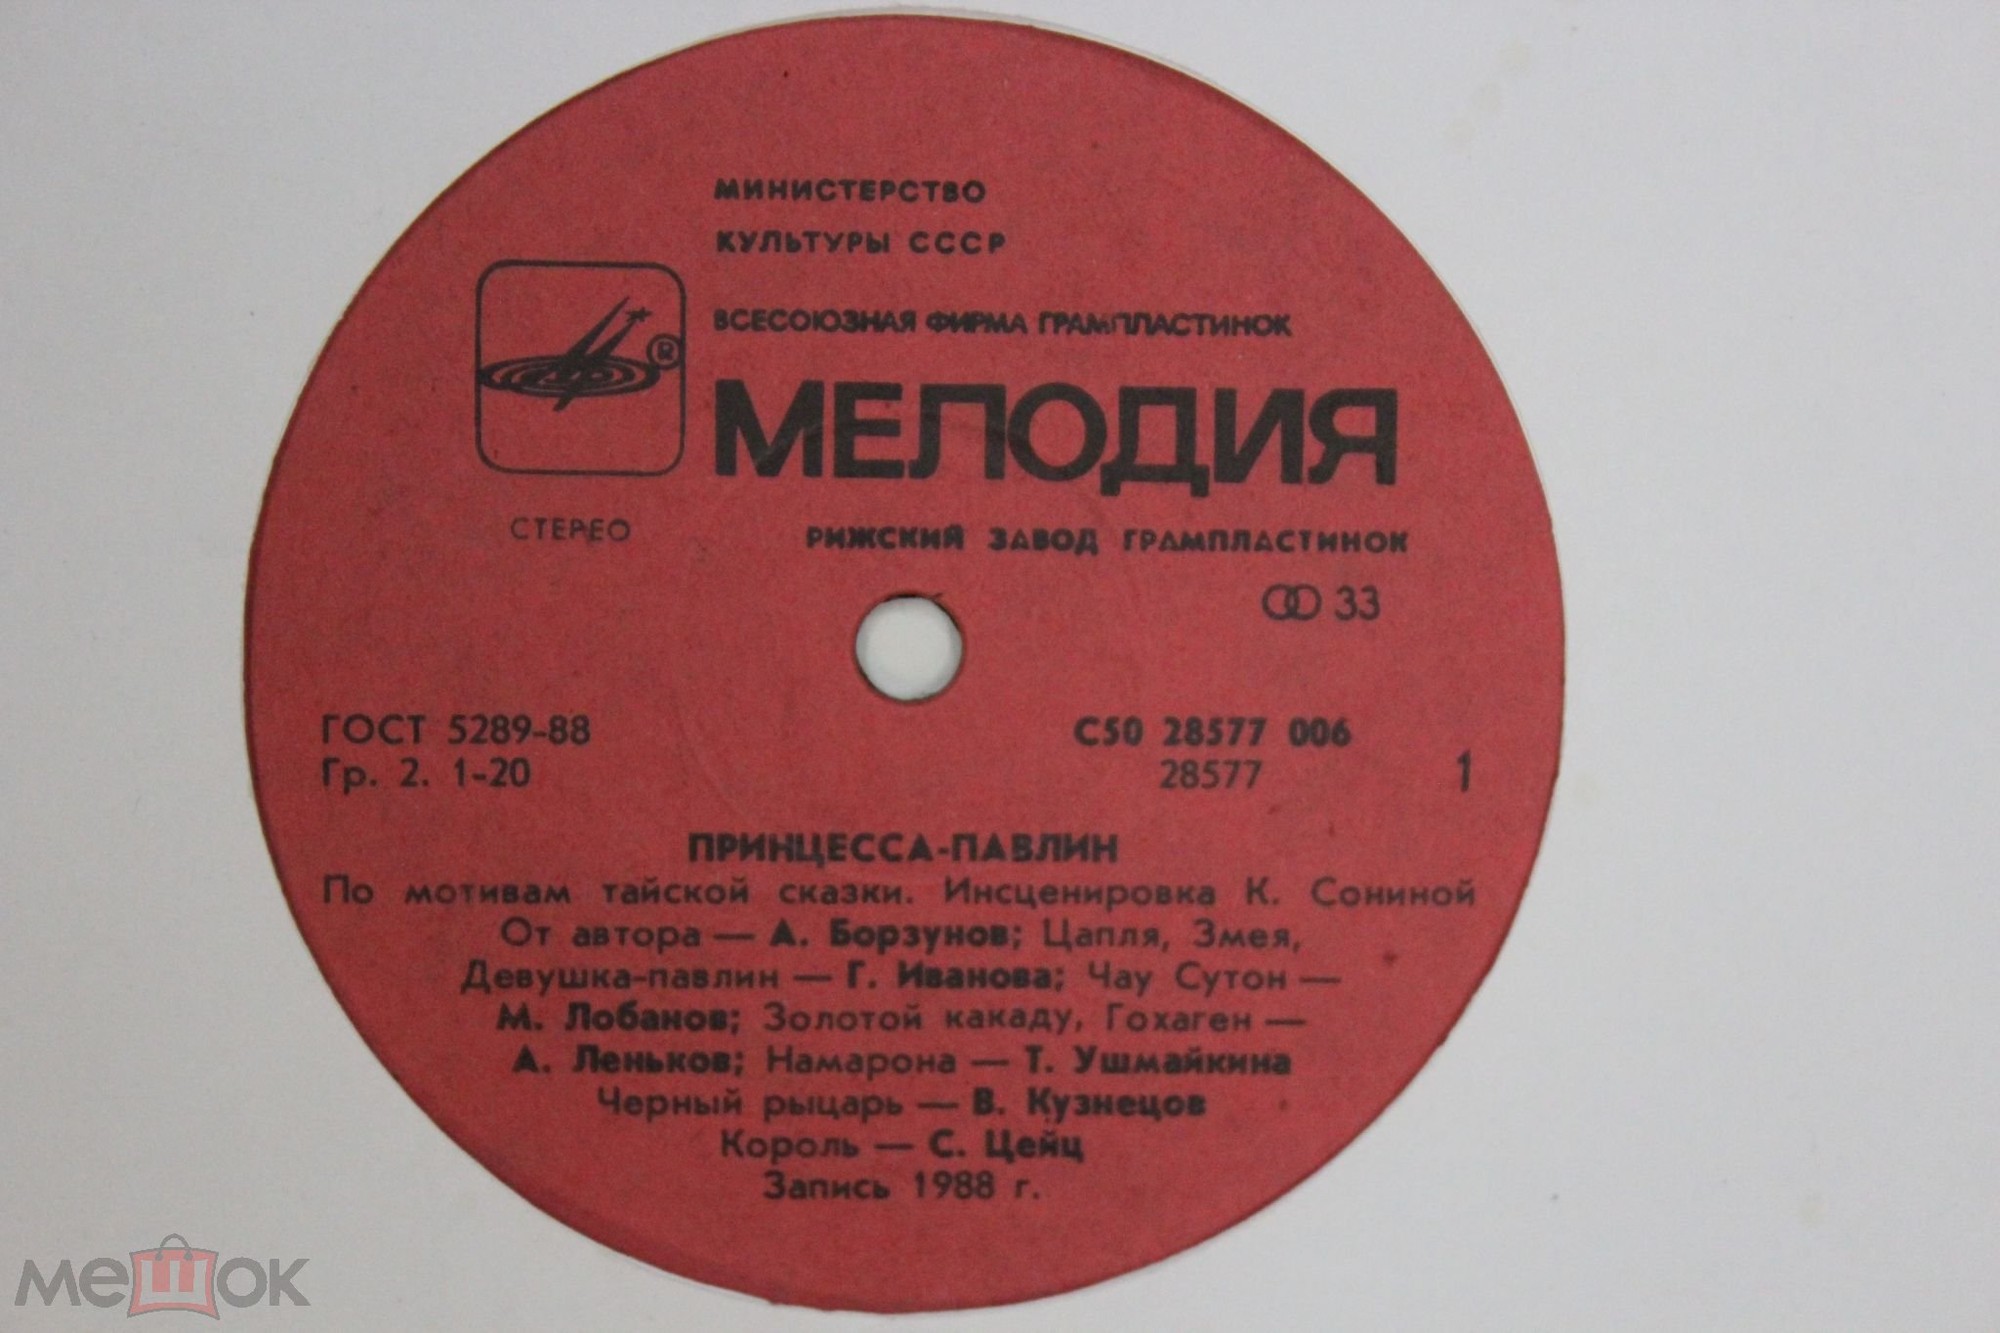 МИНИСТЕРСТВО
КУЛЬТУРЫ СССР
ВСЕСОЮЗНАЯ ФИРМА ГРАМПЛАСТИНОК
МЕЛОДИЯ
®
СТЕРЕО
РИЖСКИЙ ЗАВОД ГРАМПЛАСТИНОК
33
ГОСТ 5289-88
Гр. 2. 1-20
С50 28577 006
28577
1
ПРИНЦЕССА-ПАВЛИН
По мотивам тайской сказки. Инсценировка К. Сониной
От автора — А. Борзунов; Цапля, Змея,
Девушка-павлин — Г. Иванова; Чау Сутон —
М. Лобанов; Золотой какаду, Гохаген —
А. Леньков; Намарона — Т. Ушмайкина
Черный рыцарь — В. Кузнецов
Король — С. Цейц
Запись 1988 г.
мешок